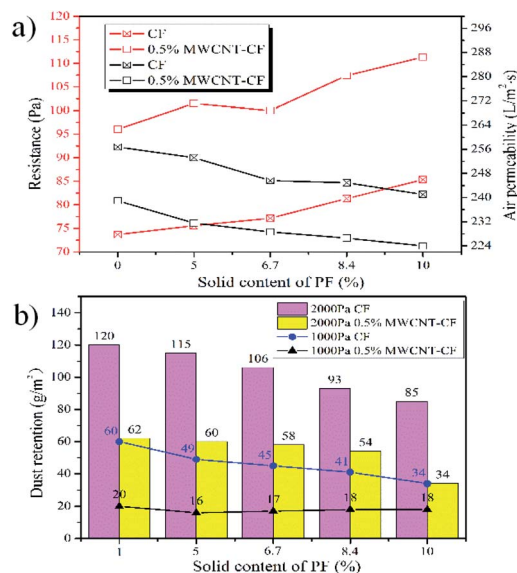 a)
CF
0.5% MWCNT-CF
CF
0.5% MWCNT-CF
Resistance (Pa)
120
115
110
105
100
95
90
85
80
75
70
Air permeability (L/m²·s)
296
288
280
272
264
256
248
240
232
224
0 5 6.7 8.4 10
Solid content of PF (%)
b)
2000Pa CF
2000Pa 0.5% MWCNT-CF
1000Pa CF
1000Pa 0.5% MWCNT-CF
Dust retention (g/m²)
140
120
100
80
60
40
20
0
120 115 106 93 85
62 60 58 54 34
60 49 45 41 34
20 16 17 18 18
1 5 6.7 8.4 10
Solid content of PF (%)